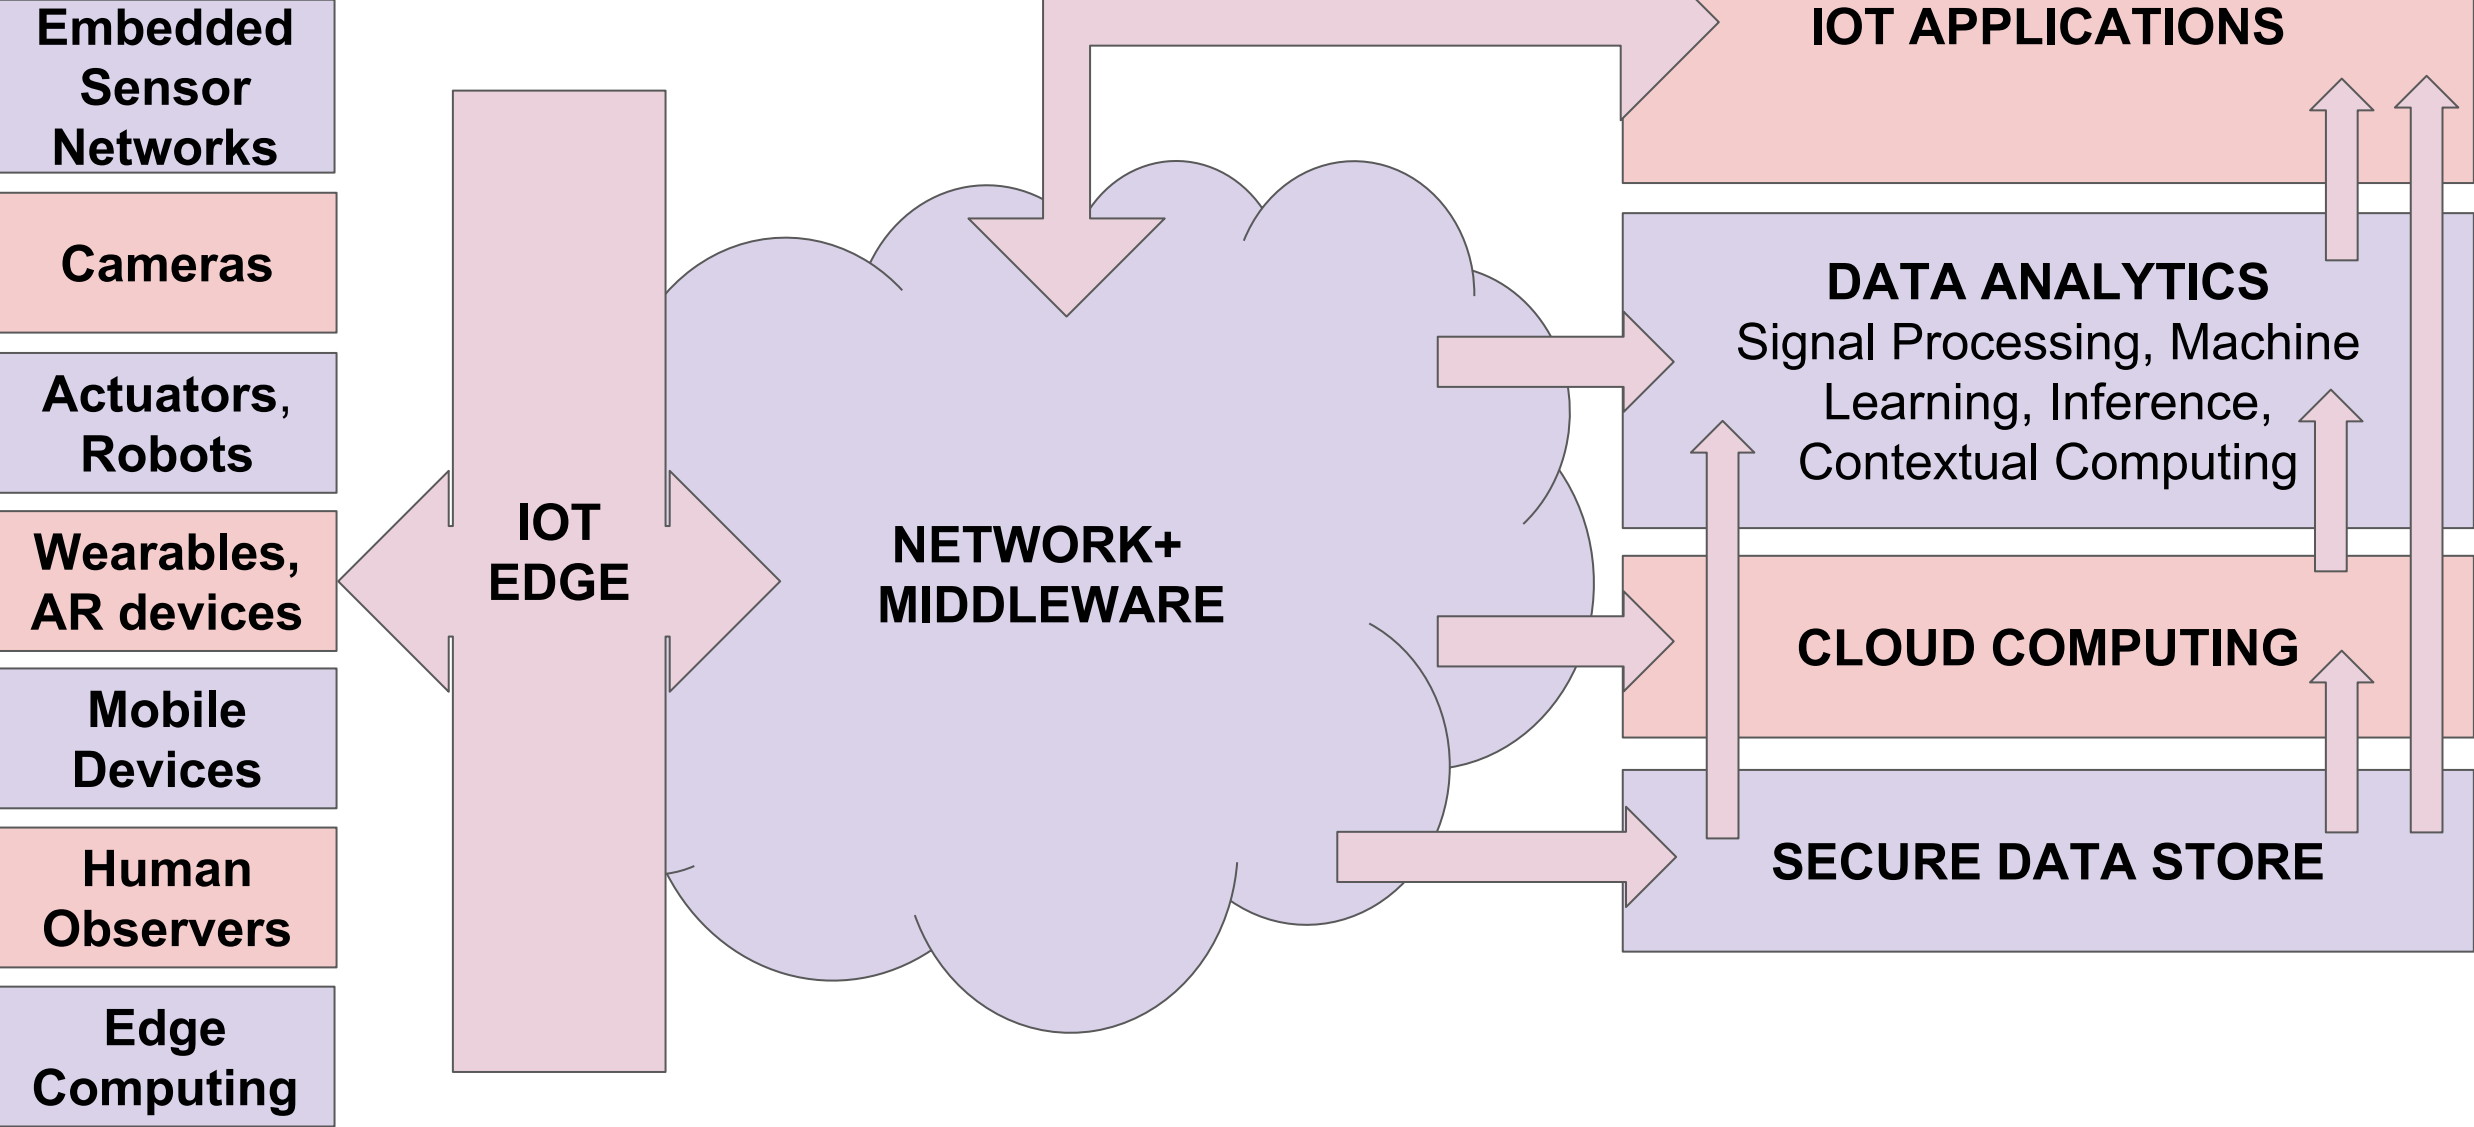 Embedded
Sensor
Networks
Cameras
Actuators,
Robots
Wearables,
AR devices
Mobile
Devices
Human
Observers
Edge
Computing
IOT
EDGE
NETWORK+
MIDDLEWARE
IOT APPLICATIONS
DATA ANALYTICS
Signal Processing, Machine
Learning, Inference,
Contextual Computing
CLOUD COMPUTING
SECURE DATA STORE